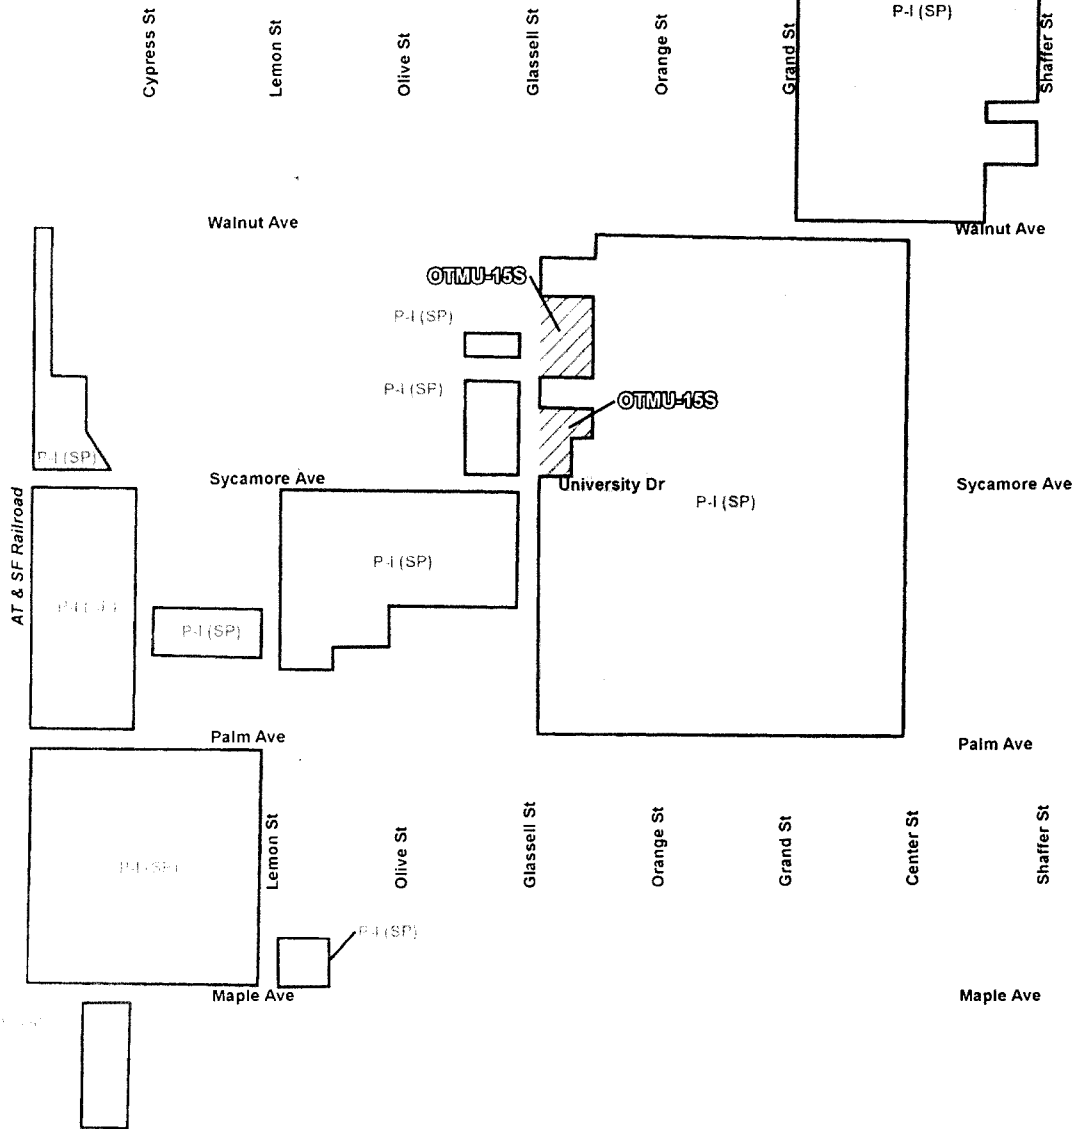 P-I (SP)
Cypress St
Lemon St
Olive St
Glassell St
Orange St
Grand St
Shaffer St
Walnut Ave
Walnut Ave
OTMU-15S
P-I (SP)
P-I (SP)
OTMU-15S
P-I (SP)
Sycamore Ave
University Dr
Sycamore Ave
P-I (SP)
AT & SF Railroad
P-I (SP)
P-I (SP)
Palm Ave
Palm Ave
Lemon St
Olive St
Glassell St
Orange St
Grand St
Center St
Shaffer St
P-I (SP)
P-I (SP)
Maple Ave
Maple Ave